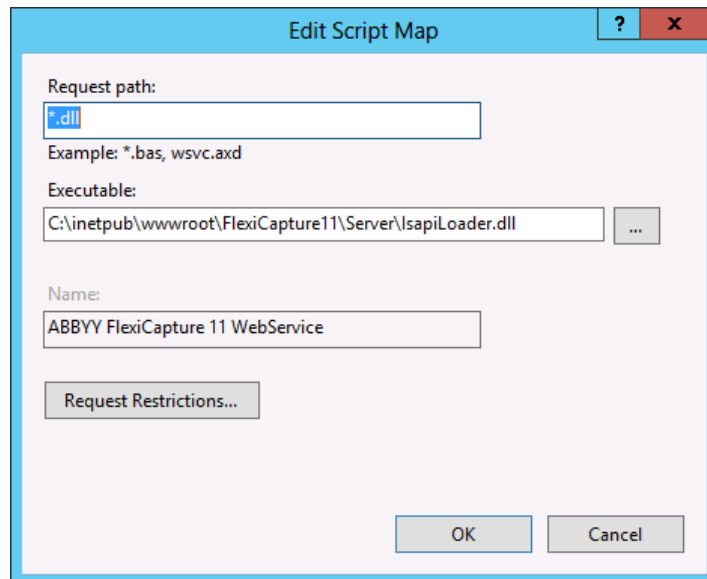 Edit Script Map
?
x
Request path:
*.dll
Example: *.bas, wsvc.axd
Executable:
C:\inetpub\wwwroot\FlexiCapture11\Server\IsapiLoader.dll
...
Name:
ABBYY FlexiCapture 11 WebService
Request Restrictions...
OK
Cancel